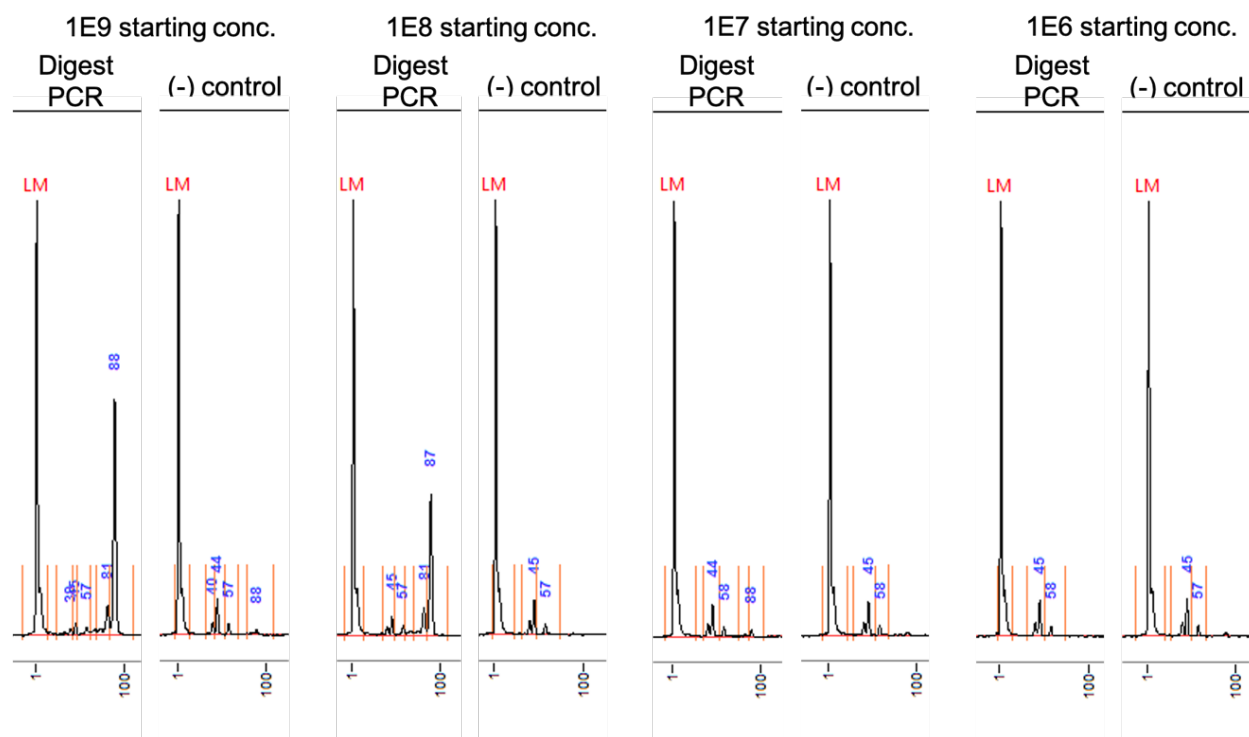 1E9 starting conc.
1E8 starting conc.
1E7 starting conc.
1E6 starting conc.
Digest
PCR
(-) control
Digest
PCR
(-) control
Digest
PCR
(-) control
Digest
PCR
(-) control
LM
88
39
45
57
81
1
100
LM
40
44
57
88
1
100
LM
45
57
81
87
1
100
LM
45
57
1
100
LM
44
58
88
1
100
LM
45
58
1
100
LM
45
58
1
100
LM
45
57
1
100